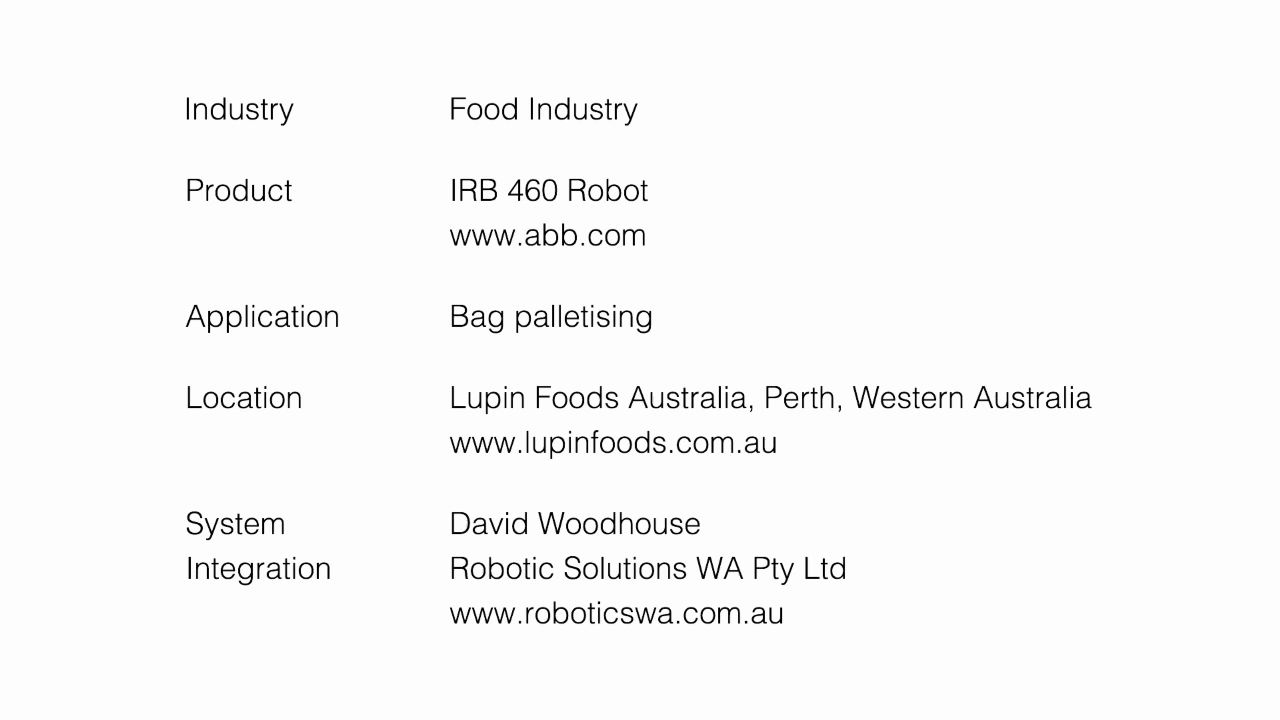 Industry Food Industry
Product IRB 460 Robot
www.abb.com
Application Bag palletising
Location Lupin Foods Australia, Perth, Western Australia
www.lupinfoods.com.au
System David Woodhouse
Integration Robotic Solutions WA Pty Ltd
www.roboticswa.com.au